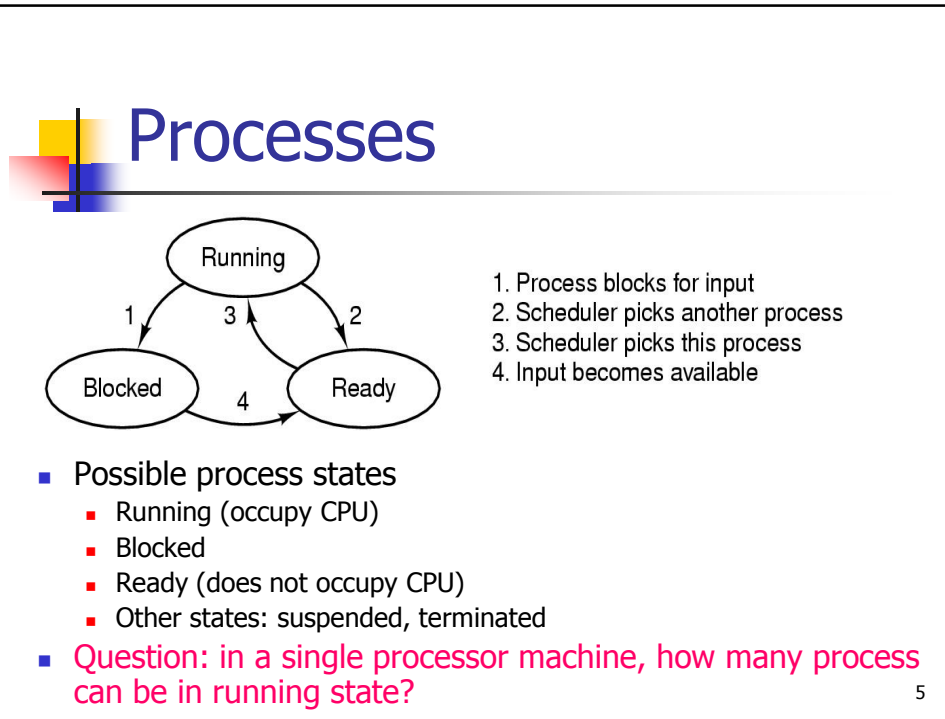 Processes
Running
1
3
2
Blocked
4
Ready
1. Process blocks for input
2. Scheduler picks another process
3. Scheduler picks this process
4. Input becomes available
Possible process states
Running (occupy CPU)
Blocked
Ready (does not occupy CPU)
Other states: suspended, terminated
Question: in a single processor machine, how many process
can be in running state?
5